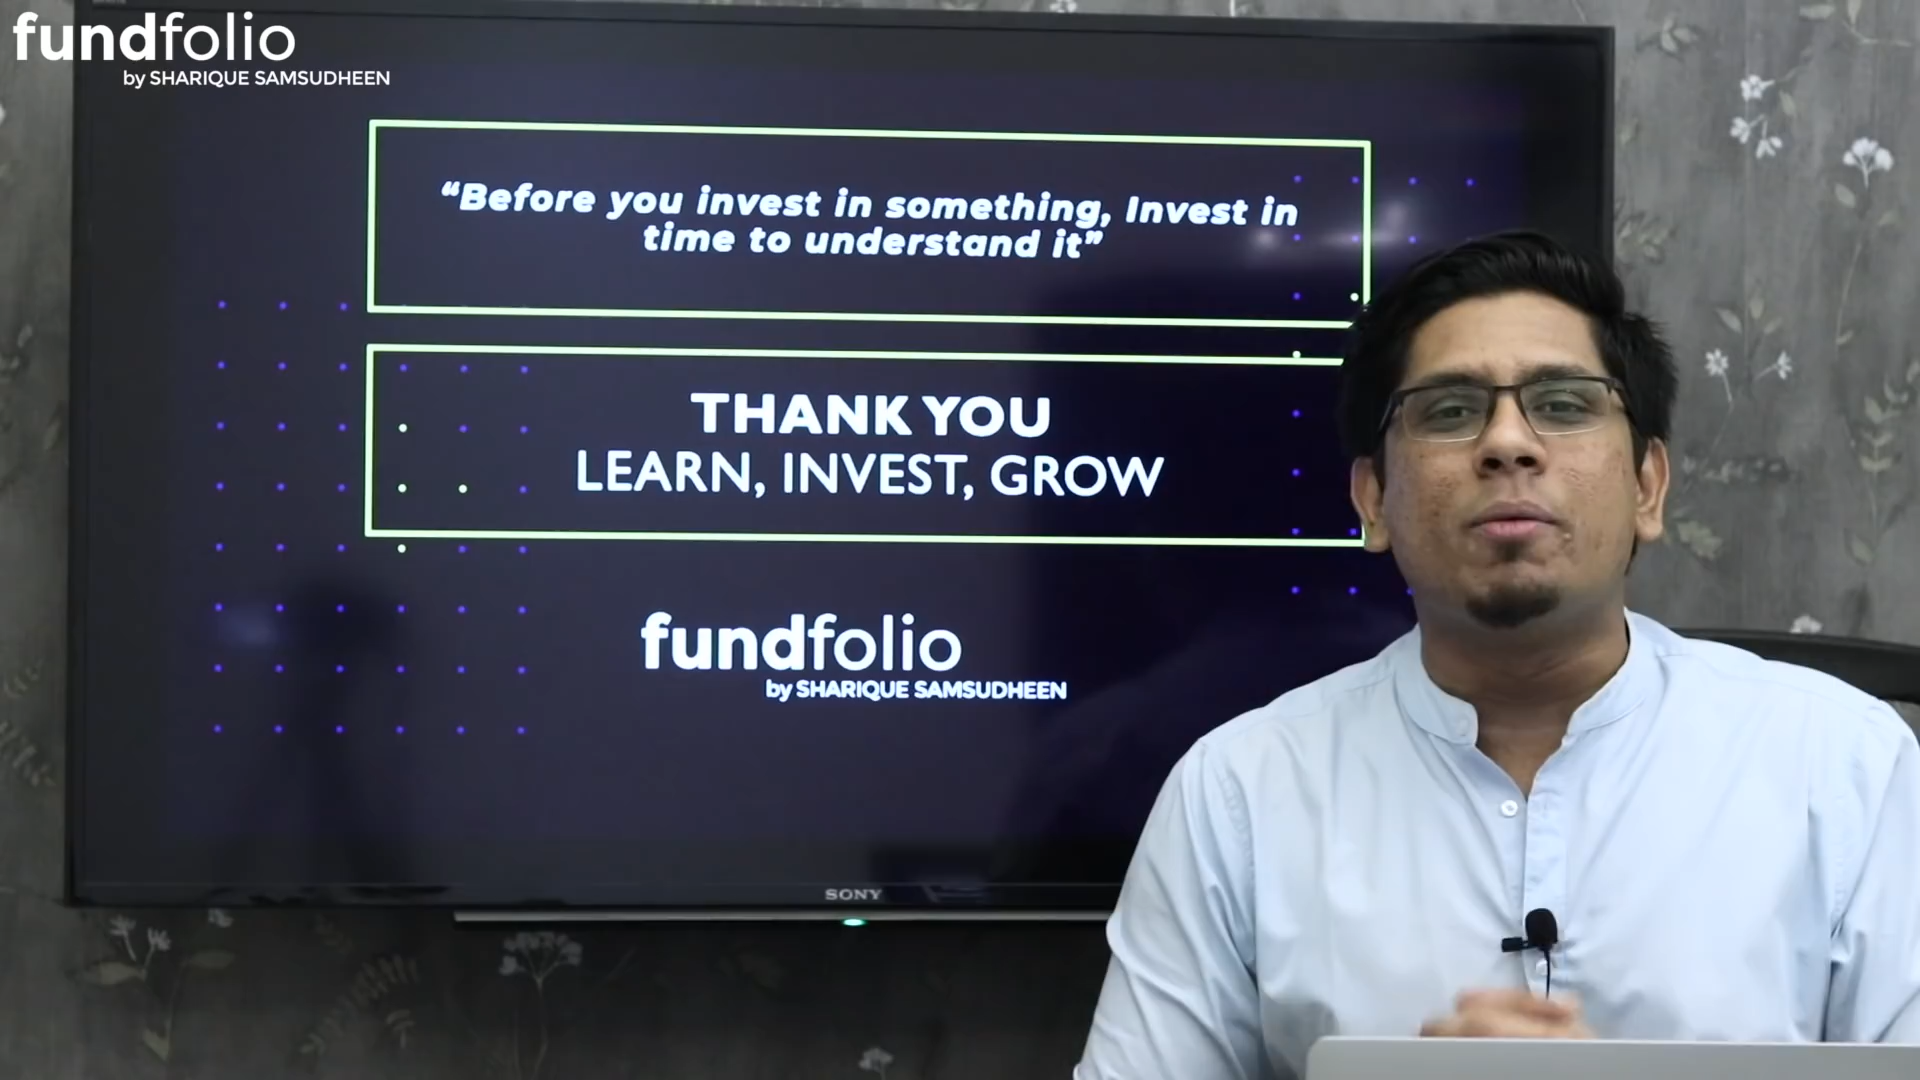 fundfolio
by SHARIQUE SAMSUDHEEN
“Before you invest in something, Invest in
time to understand it”
THANK YOU
LEARN, INVEST, GROW
fundfolio
by SHARIQUE SAMSUDHEEN
SONY